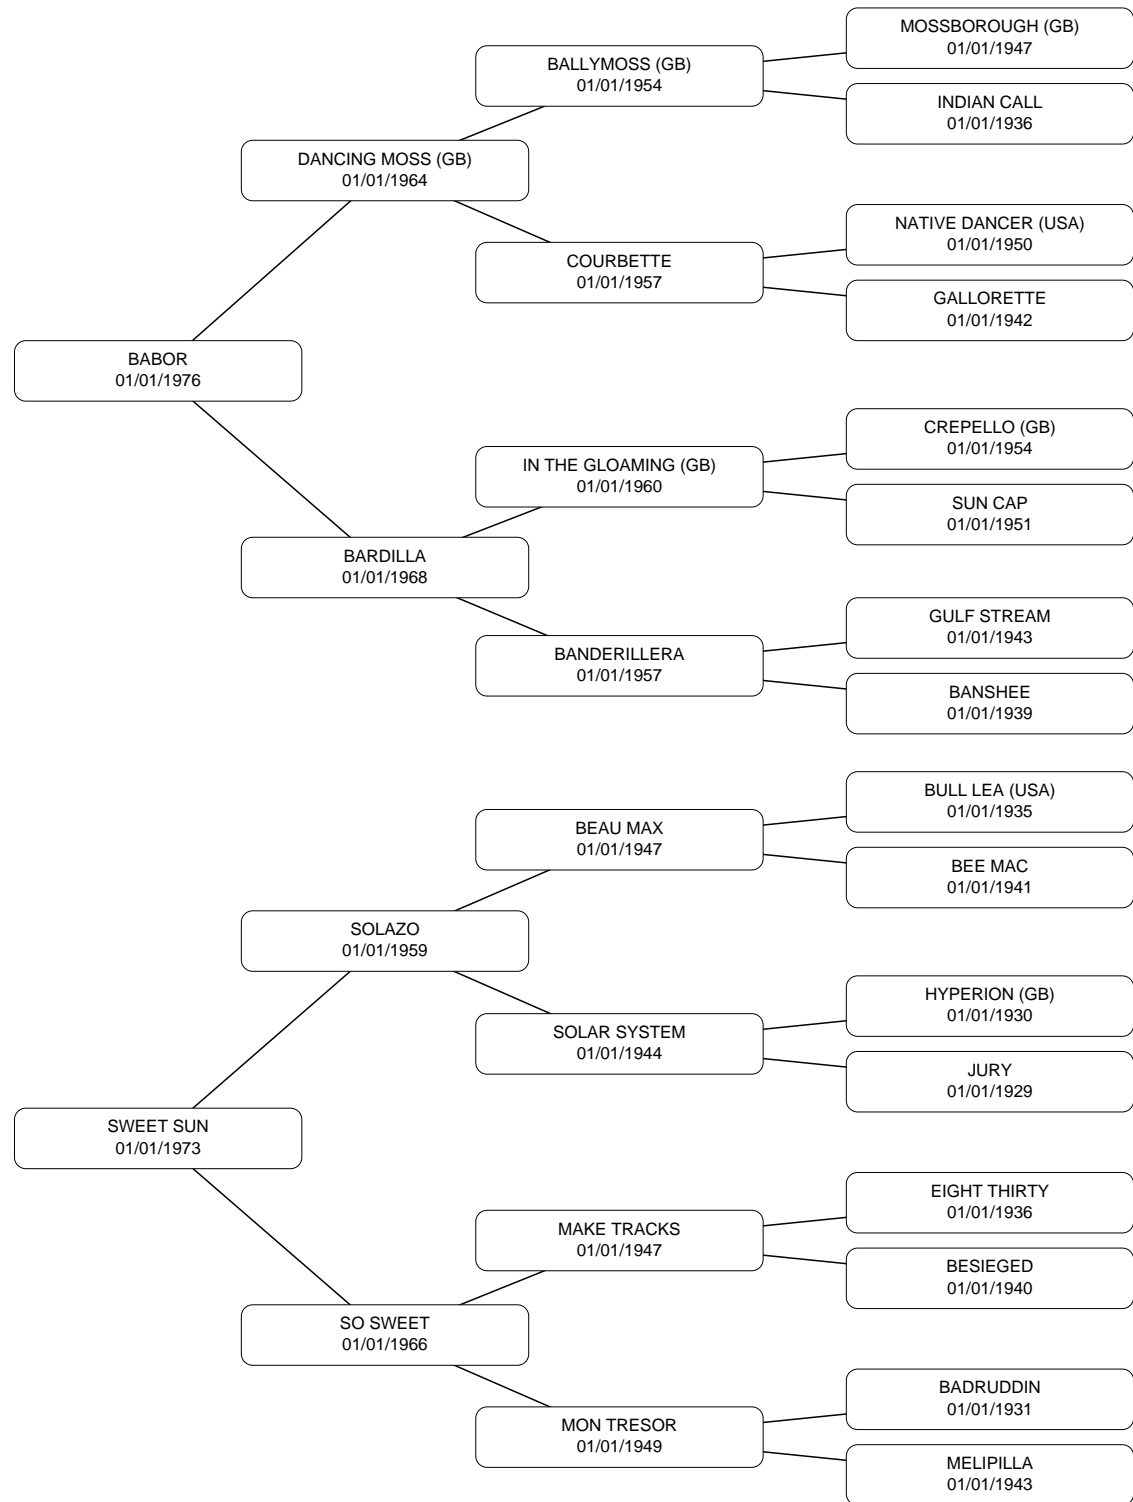 MOSSBOROUGH (GB)
01/01/1947
BALLYMOSS (GB)
01/01/1954
INDIAN CALL
01/01/1936
DANCING MOSS (GB)
01/01/1964
NATIVE DANCER (USA)
01/01/1950
COURBETTE
01/01/1957
GALLORETTE
01/01/1942
BABOR
01/01/1976
CREPELLO (GB)
01/01/1954
IN THE GLOAMING (GB)
01/01/1960
SUN CAP
01/01/1951
BARDILLA
01/01/1968
GULF STREAM
01/01/1943
BANDERILLERA
01/01/1957
BANSHEE
01/01/1939
BULL LEA (USA)
01/01/1935
BEAU MAX
01/01/1947
BEE MAC
01/01/1941
SOLAZO
01/01/1959
HYPERION (GB)
01/01/1930
SOLAR SYSTEM
01/01/1944
JURY
01/01/1929
SWEET SUN
01/01/1973
EIGHT THIRTY
01/01/1936
MAKE TRACKS
01/01/1947
BESIEGED
01/01/1940
SO SWEET
01/01/1966
BADRUDDIN
01/01/1931
MON TRESOR
01/01/1949
MELIPILLA
01/01/1943